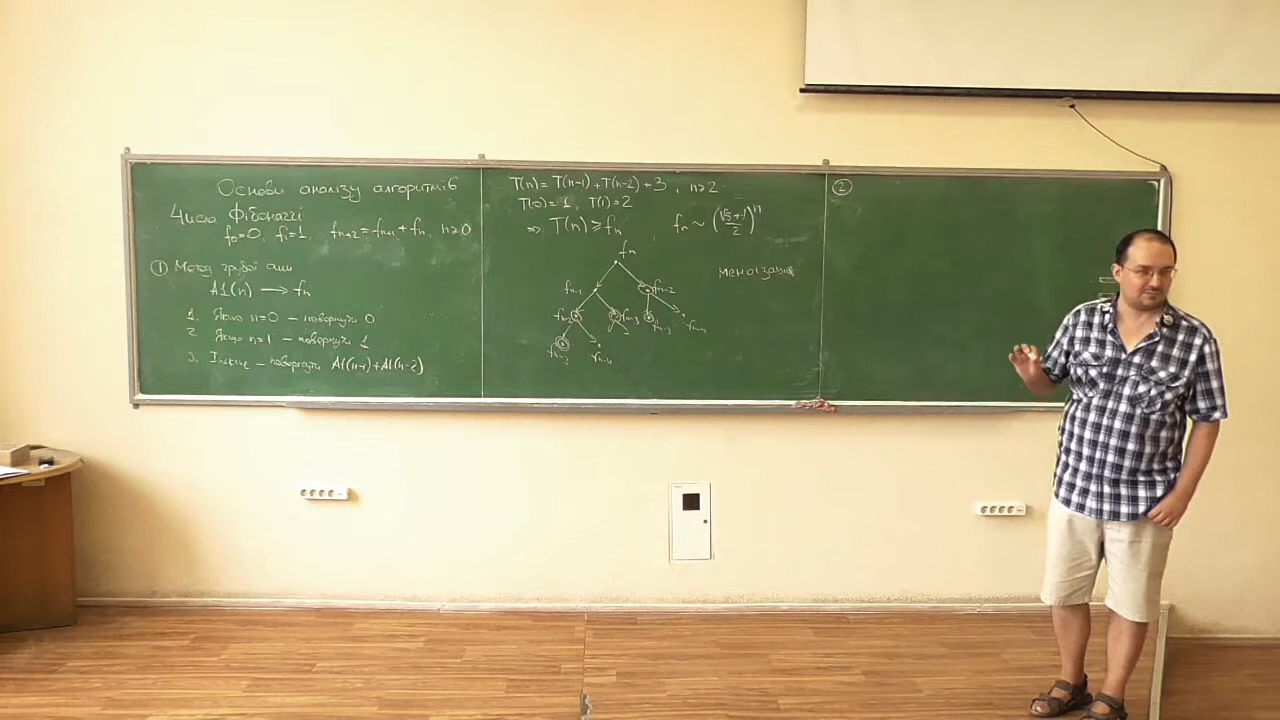 Основи аналізу алгоритмів
Числа Фібоначчі
f₀=0, f₁=1, fₙ₊₂=fₙ₊₁+fₙ, n≥0
① Метод грубої сили
A1(n) → fₙ
1. Якщо n=0 – повернути 0
2. Якщо n=1 – повернути 1
3. Інакше – повернути A1(n-1)+A1(n-2)
T(n)=T(n-1)+T(n-2)+3, n≥2
T(0)=1, T(1)=2
⇒ T(n)≥fₙ fₙ ~ ((√5+1)/2)ⁿ
fₙ
мемоізація
fₙ₋₁ fₙ₋₂
fₙ₋₂ fₙ₋₃ fₙ₋₃ fₙ₋₄
fₙ₋₃ fₙ₋₄
②